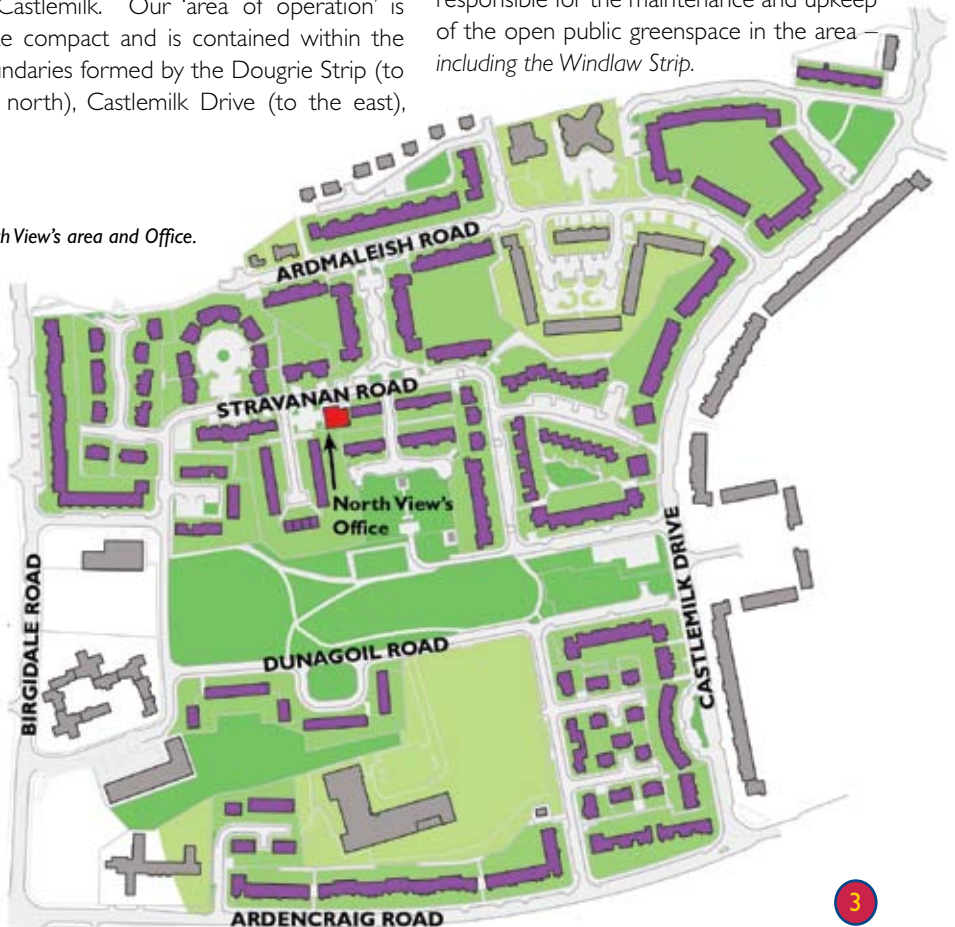 Castlemilk. Our ‘area of operation’ is
compact and is contained within the
formed by the Dougrie Strip (to
north), Castlemilk Drive (to the east),
responsible for the maintenance and upkeep
of the open public greenspace in the area –
including the Windlaw Strip.
View’s area and Office.
ARDMALEISH ROAD
STRAVANAN ROAD
North View’s
Office
BIRGIDALE ROAD
CASTLEMILK DRIVE
DUNAGOIL ROAD
ARDENCRAIG ROAD
3